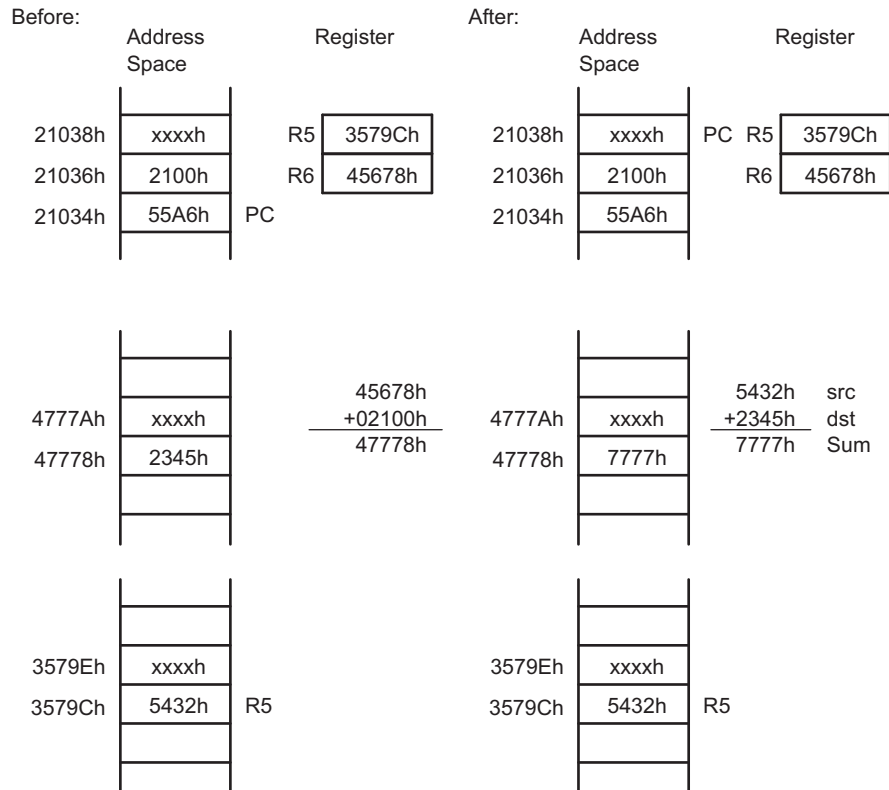 Before:
Address Space
Register
21038h xxxxh R5 3579Ch
21036h 2100h R6 45678h
21034h 55A6h PC
45678h
4777Ah xxxxh +02100h
47778h 2345h 47778h
3579Eh xxxxh
3579Ch 5432h R5
After:
Address Space
Register
21038h xxxxh PC R5 3579Ch
21036h 2100h R6 45678h
21034h 55A6h
5432h src
4777Ah xxxxh +2345h dst
47778h 7777h 7777h Sum
3579Eh xxxxh
3579Ch 5432h R5